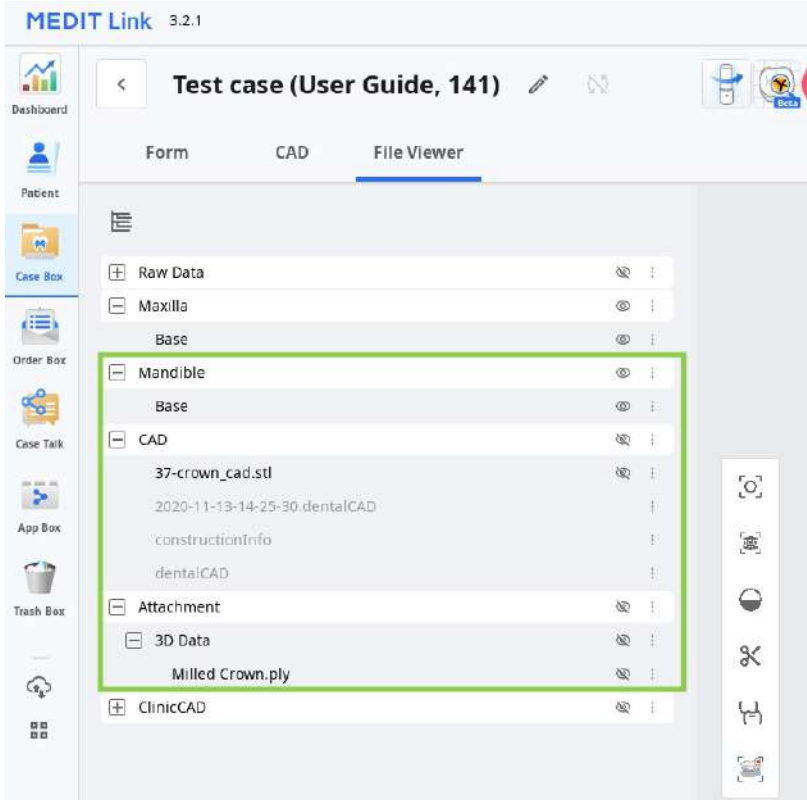 MEDIT Link 3.2.1
Dashboard
Patient
Case Box
Order Box
Case Talk
App Box
Trash Box
Test case (User Guide, 141)
Beta
Form CAD File Viewer
Raw Data
Maxilla
Base
Mandible
Base
CAD
37-crown_cad.stl
2020-11-13-14-25-30.dentalCAD
constructionInfo
dentalCAD
Attachment
3D Data
Milled Crown.ply
ClinicCAD